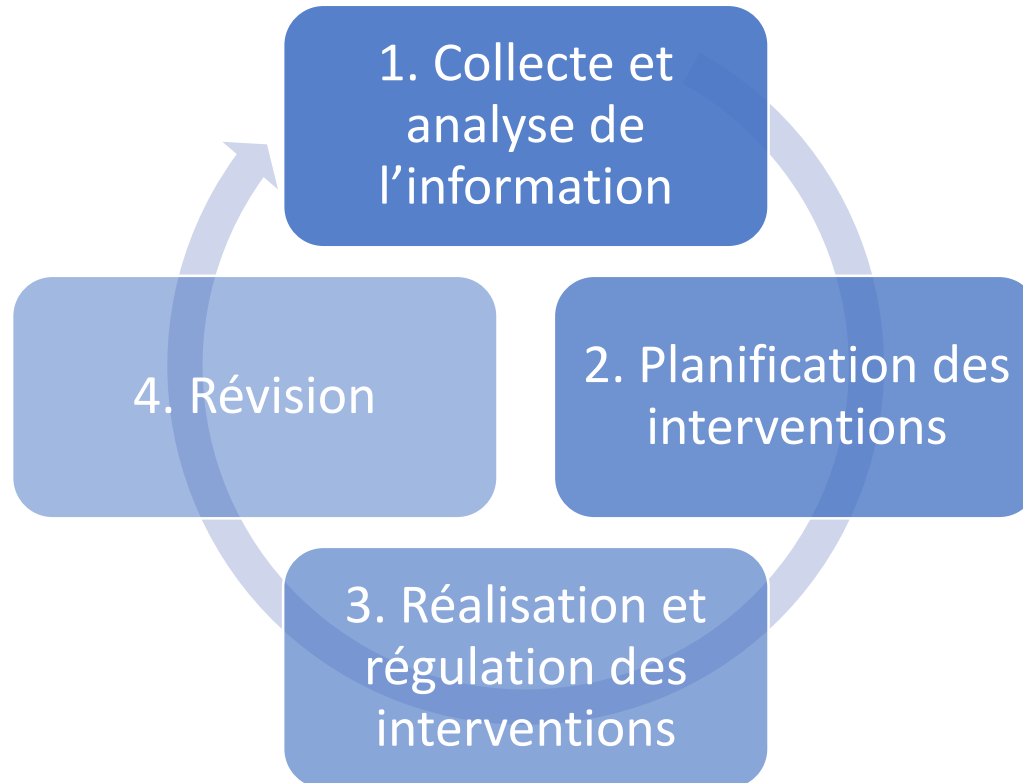 1. Collecte et
analyse de
l’information
2. Planification des
interventions
3. Réalisation et
régulation des
interventions
4. Révision